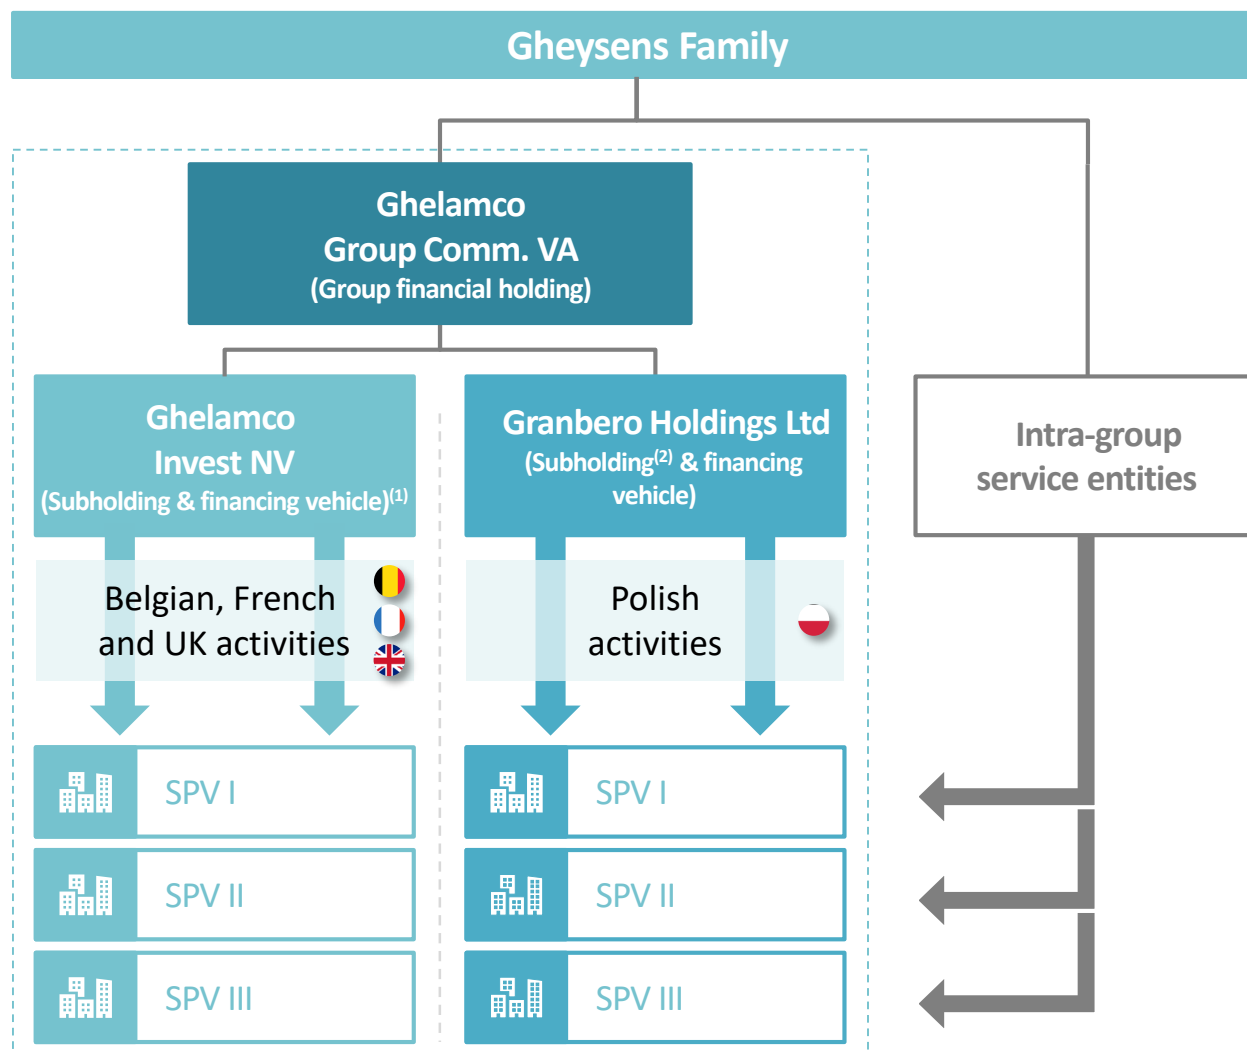 Gheysens Family
Ghelamco
Group Comm. VA
(Group financial holding)
Ghelamco
Invest NV
(Subholding & financing vehicle)(1)
Granbero Holdings Ltd
(Subholding(2) & financing
vehicle)
Intra-group
service entities
Belgian, French
and UK activities
Polish
activities
SPV I
SPV II
SPV III
SPV I
SPV II
SPV III